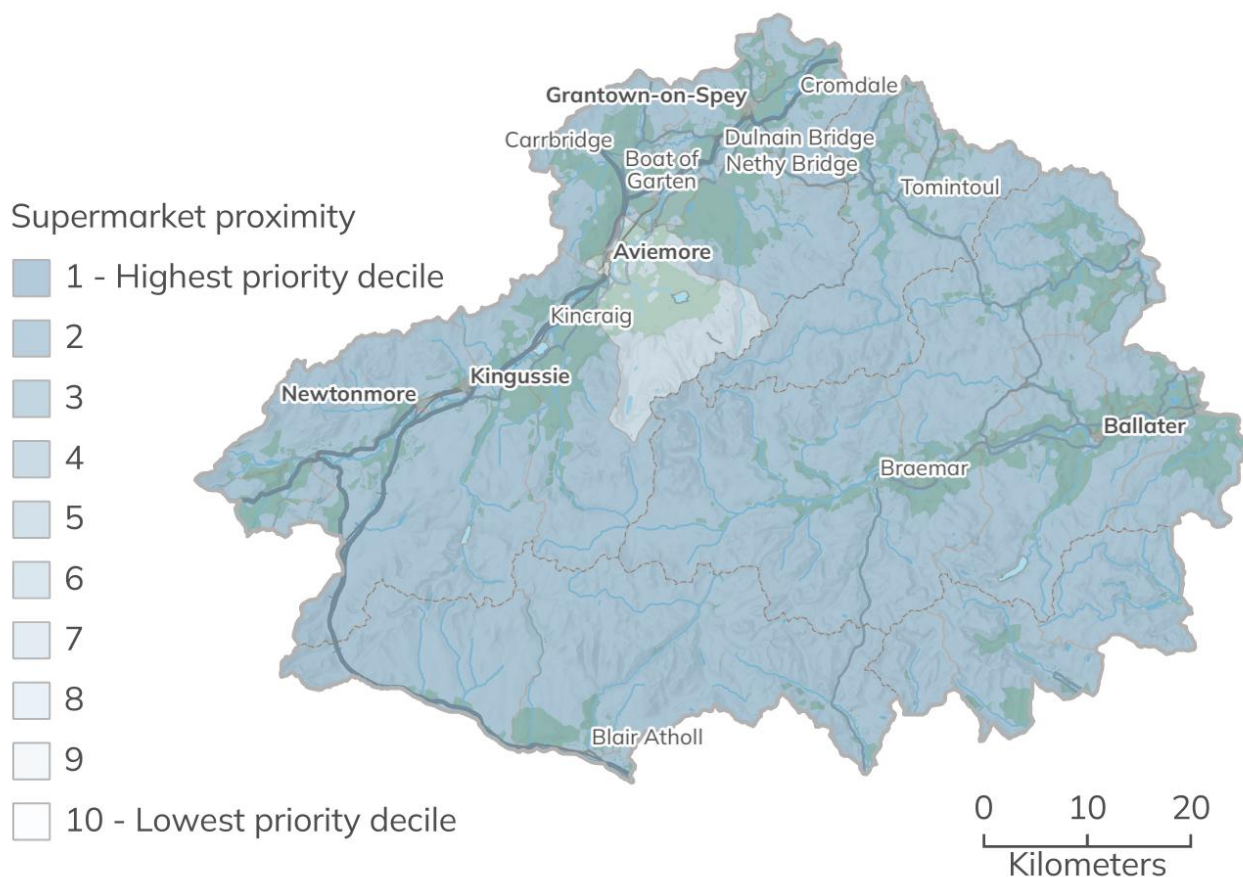 Supermarket proximity
1 - Highest priority decile
2
3
4
5
6
7
8
9
10 - Lowest priority decile
Grantown-on-Spey
Cromdale
Carrbridge
Dulnain Bridge
Boat of
Garten
Nethy Bridge
Tomintoul
Aviemore
Kincraig
Kingussie
Newtonmore
Ballater
Braemar
Blair Atholl
0 10 20
Kilometers